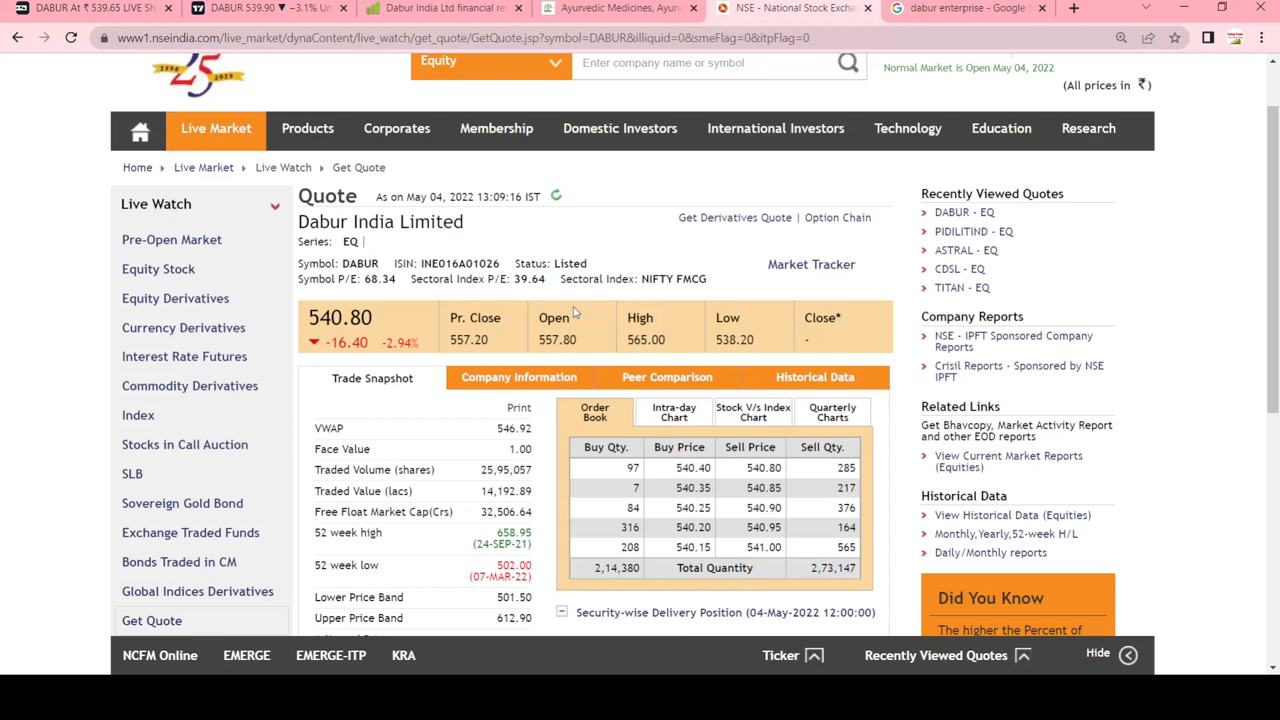 DABUR At ₹ 539.65 LIVE Sh
DABUR 539.90 ▼ −3.1% Un
Dabur India Ltd financial re
Ayurvedic Medicines, Ayur
NSE - National Stock Excha
dabur enterprise - Google S
www1.nseindia.com/live_market/dynaContent/live_watch/get_quote/GetQuote.jsp?symbol=DABUR&illiquid=0&smeFlag=0&itpFlag=0
25
Equity
Enter company name or symbol
Normal Market is Open May 04, 2022
(All prices in ₹)
Live Market Products Corporates Membership Domestic Investors International Investors Technology Education Research
Home Live Market Live Watch Get Quote
Live Watch
Pre-Open Market
Equity Stock
Equity Derivatives
Currency Derivatives
Interest Rate Futures
Commodity Derivatives
Index
Stocks in Call Auction
SLB
Sovereign Gold Bond
Exchange Traded Funds
Bonds Traded in CM
Global Indices Derivatives
Get Quote
Quote As on May 04, 2022 13:09:16 IST
Dabur India Limited
Get Derivatives Quote | Option Chain
Series: EQ |
Symbol: DABUR ISIN: INE016A01026 Status: Listed
Market Tracker
Symbol P/E: 68.34 Sectoral Index P/E: 39.64 Sectoral Index: NIFTY FMCG
540.80 Pr. Close Open High Low Close*
▼ -16.40 -2.94% 557.20 557.80 565.00 538.20 -
Trade Snapshot Company Information Peer Comparison Historical Data
Print
VWAP 546.92
Face Value 1.00
Traded Volume (shares) 25,95,057
Traded Value (lacs) 14,192.89
Free Float Market Cap(Crs) 32,506.64
52 week high 658.95
(24-SEP-21)
52 week low 502.00
(07-MAR-22)
Lower Price Band 501.50
Upper Price Band 612.90
Order Book Intra-day Chart Stock V/s Index Chart Quarterly Charts
Buy Qty. Buy Price Sell Price Sell Qty.
97 540.40 540.80 285
7 540.35 540.85 217
84 540.25 540.90 376
316 540.20 540.95 164
208 540.15 541.00 565
2,14,380 Total Quantity 2,73,147
Security-wise Delivery Position (04-May-2022 12:00:00)
Recently Viewed Quotes
DABUR - EQ
PIDILITIND - EQ
ASTRAL - EQ
CDSL - EQ
TITAN - EQ
Company Reports
NSE - IPFT Sponsored Company
Reports
Crisil Reports - Sponsored by NSE
IPFT
Related Links
Get Bhavcopy, Market Activity Report
and other EOD reports
View Current Market Reports
(Equities)
Historical Data
View Historical Data (Equities)
Monthly,Yearly,52-week H/L
Daily/Monthly reports
Did You Know
The higher the Percent of
NCFM Online EMERGE EMERGE-ITP KRA Ticker Recently Viewed Quotes Hide